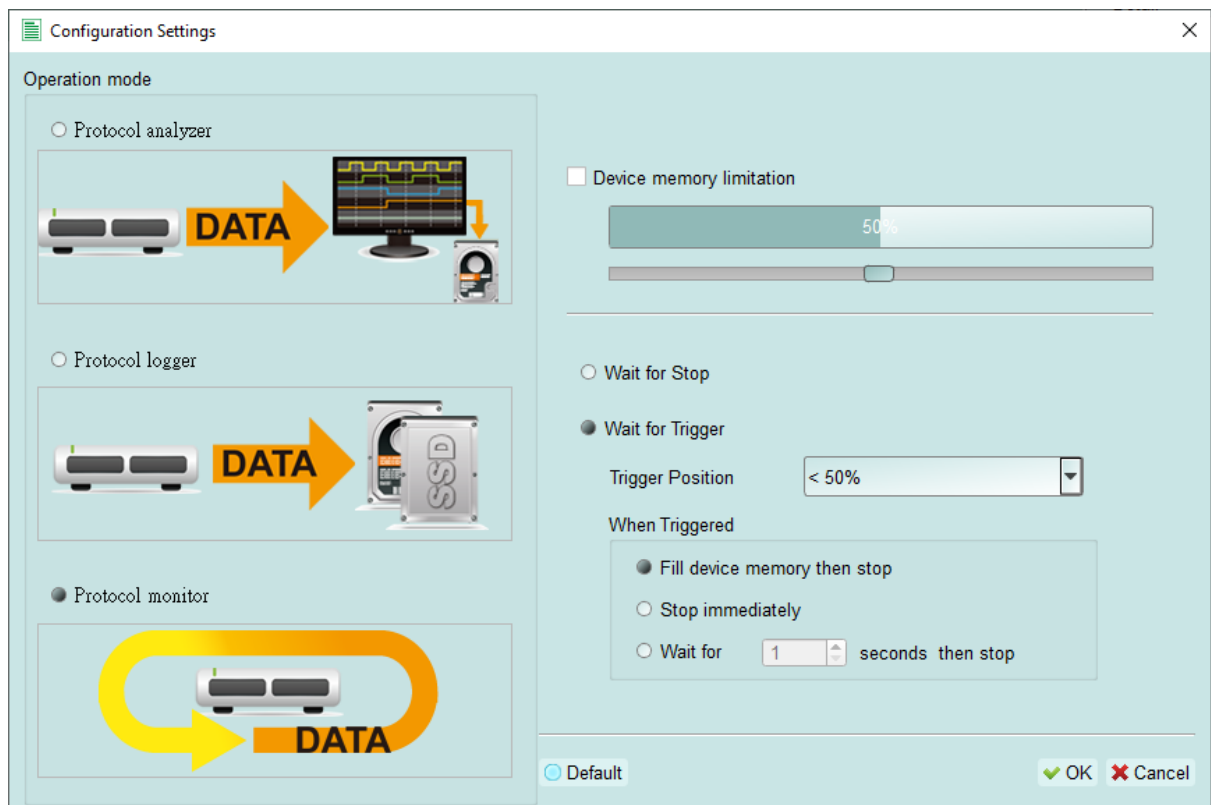 Configuration Settings
Operation mode
Protocol analyzer
DATA
Protocol logger
DATA
SSD
Protocol monitor
DATA
Device memory limitation
50%
Wait for Stop
Wait for Trigger
Trigger Position
< 50%
When Triggered
Fill device memory then stop
Stop immediately
Wait for 1 seconds then stop
Default
OK
Cancel